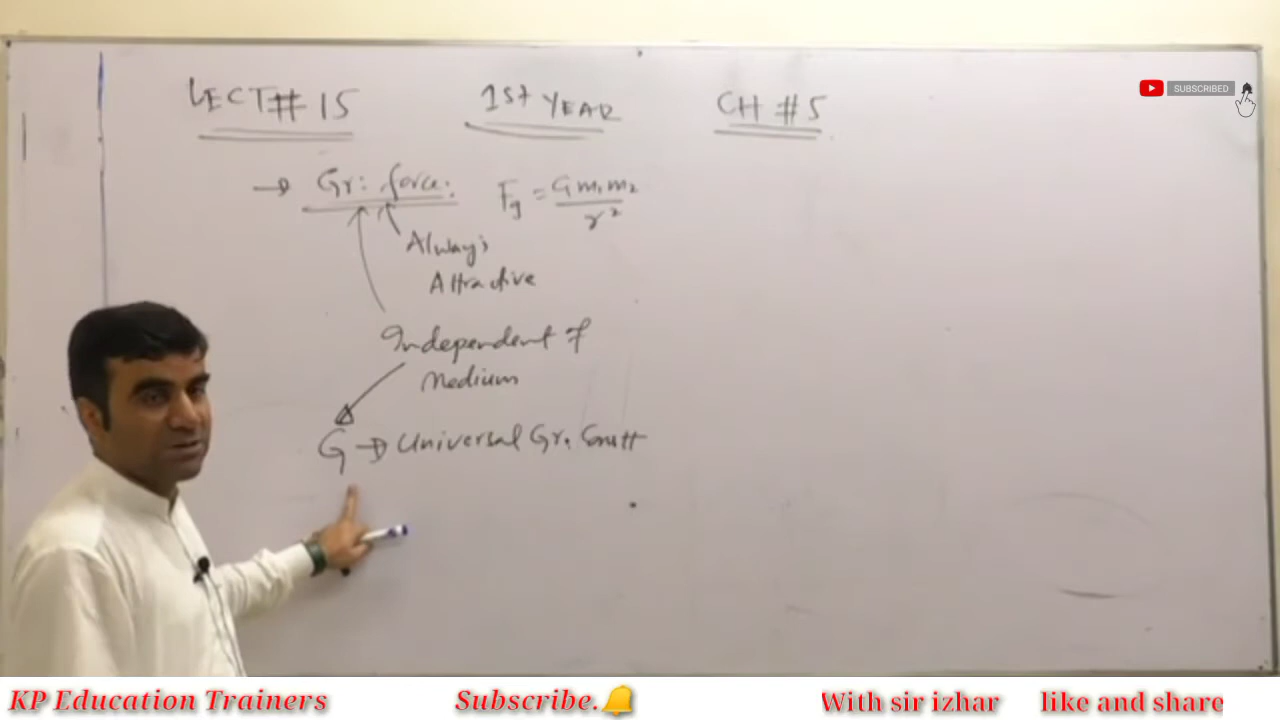 LECT# 15 1st YEAR CH #5
SUBSCRIBED
→ Gr: force: Fg = Gm₁m₂/r²
Always
Attractive
Independent of
Medium
G → Universal Gr. Constt
KP Education Trainers Subscribe. With sir izhar like and share